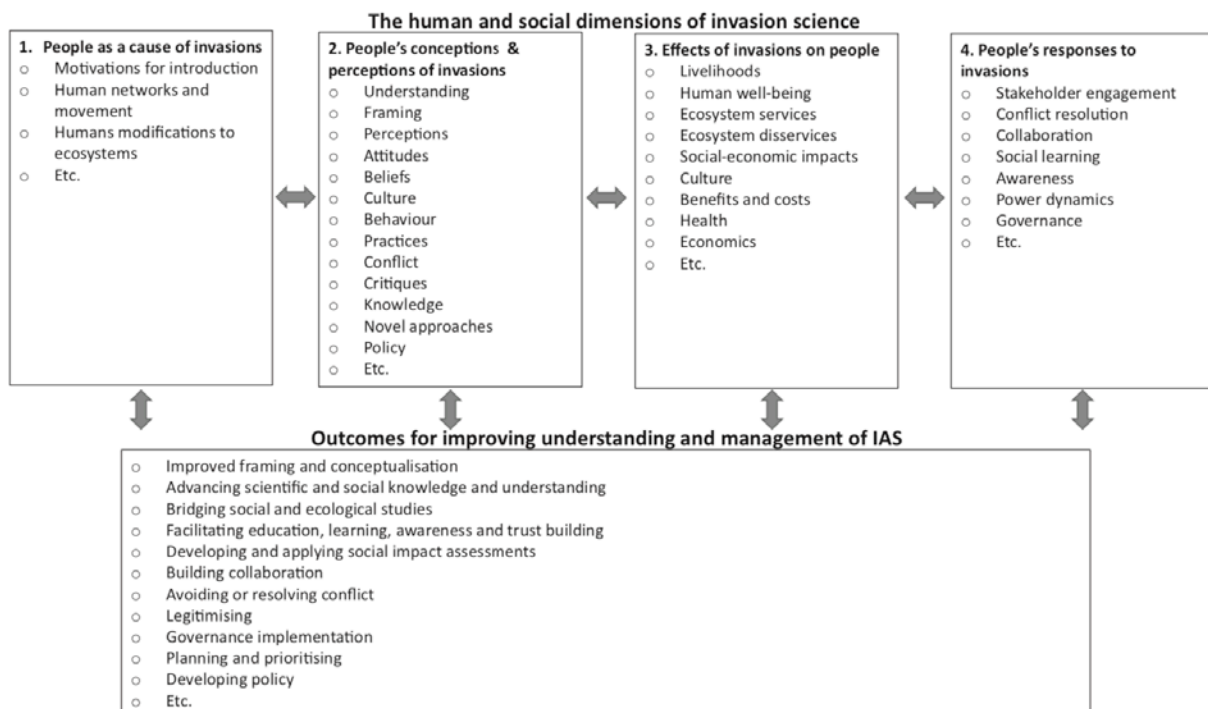 The human and social dimensions of invasion science
1. People as a cause of invasions
○ Motivations for introduction
○ Human networks and
movement
○ Humans modifications to
ecosystems
○ Etc.
2. People's conceptions &
perceptions of invasions
○ Understanding
○ Framing
○ Perceptions
○ Attitudes
○ Beliefs
○ Culture
○ Behaviour
○ Practices
○ Conflict
○ Critiques
○ Knowledge
○ Novel approaches
○ Policy
○ Etc.
3. Effects of invasions on people
○ Livelihoods
○ Human well-being
○ Ecosystem services
○ Ecosystem disservices
○ Social-economic impacts
○ Culture
○ Benefits and costs
○ Health
○ Economics
○ Etc.
4. People's responses to
invasions
○ Stakeholder engagement
○ Conflict resolution
○ Collaboration
○ Social learning
○ Awareness
○ Power dynamics
○ Governance
○ Etc.
Outcomes for improving understanding and management of IAS
○ Improved framing and conceptualisation
○ Advancing scientific and social knowledge and understanding
○ Bridging social and ecological studies
○ Facilitating education, learning, awareness and trust building
○ Developing and applying social impact assessments
○ Building collaboration
○ Avoiding or resolving conflict
○ Legitimising
○ Governance implementation
○ Planning and prioritising
○ Developing policy
○ Etc.